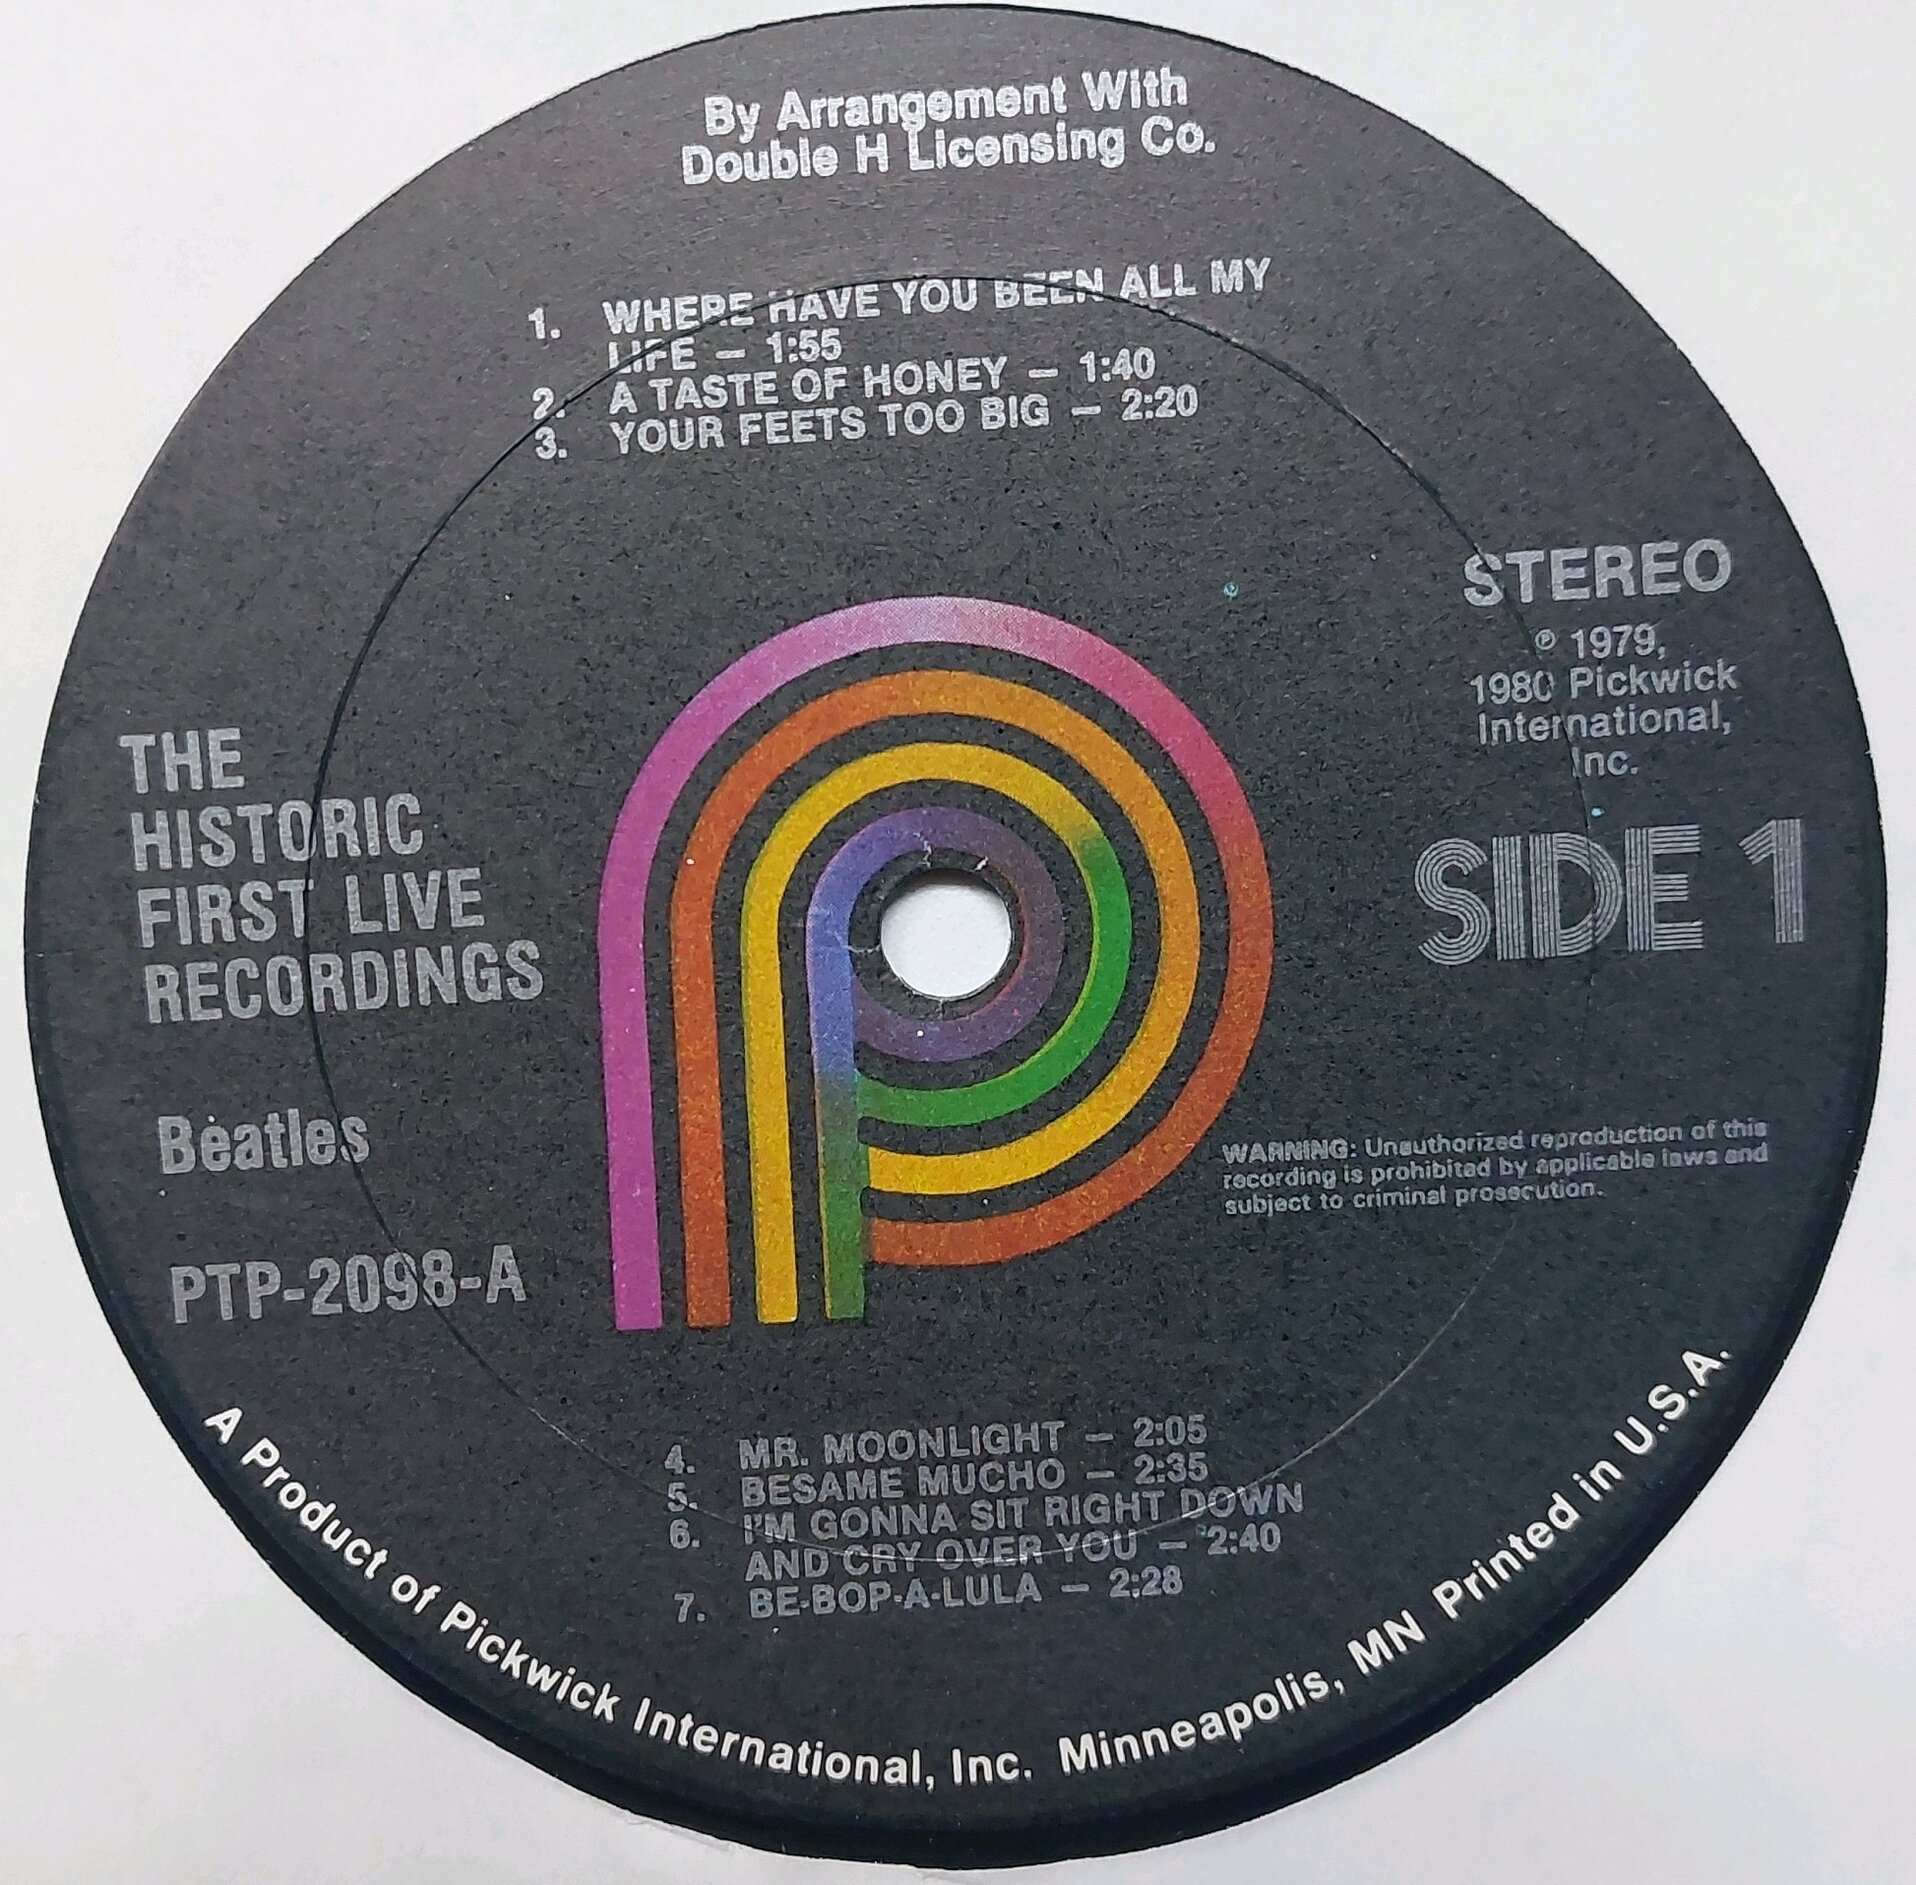 By Arrangement With
Double H Licensing Co.
1. WHERE HAVE YOU BEEN ALL MY
LIFE – 1:55
2. A TASTE OF HONEY – 1:40
3. YOUR FEETS TOO BIG – 2:20
STEREO
℗ 1979,
1980 Pickwick
International,
Inc.
SIDE 1
THE
HISTORIC
FIRST LIVE
RECORDINGS
Beatles
PTP-2098-A
WARNING: Unauthorized reproduction of this
recording is prohibited by applicable laws and
subject to criminal prosecution.
4. MR. MOONLIGHT – 2:05
5. BESAME MUCHO – 2:35
6. I'M GONNA SIT RIGHT DOWN
AND CRY OVER YOU – 2:40
7. BE-BOP-A-LULA – 2:28
A Product of Pickwick International, Inc. Minneapolis, MN Printed in U.S.A.